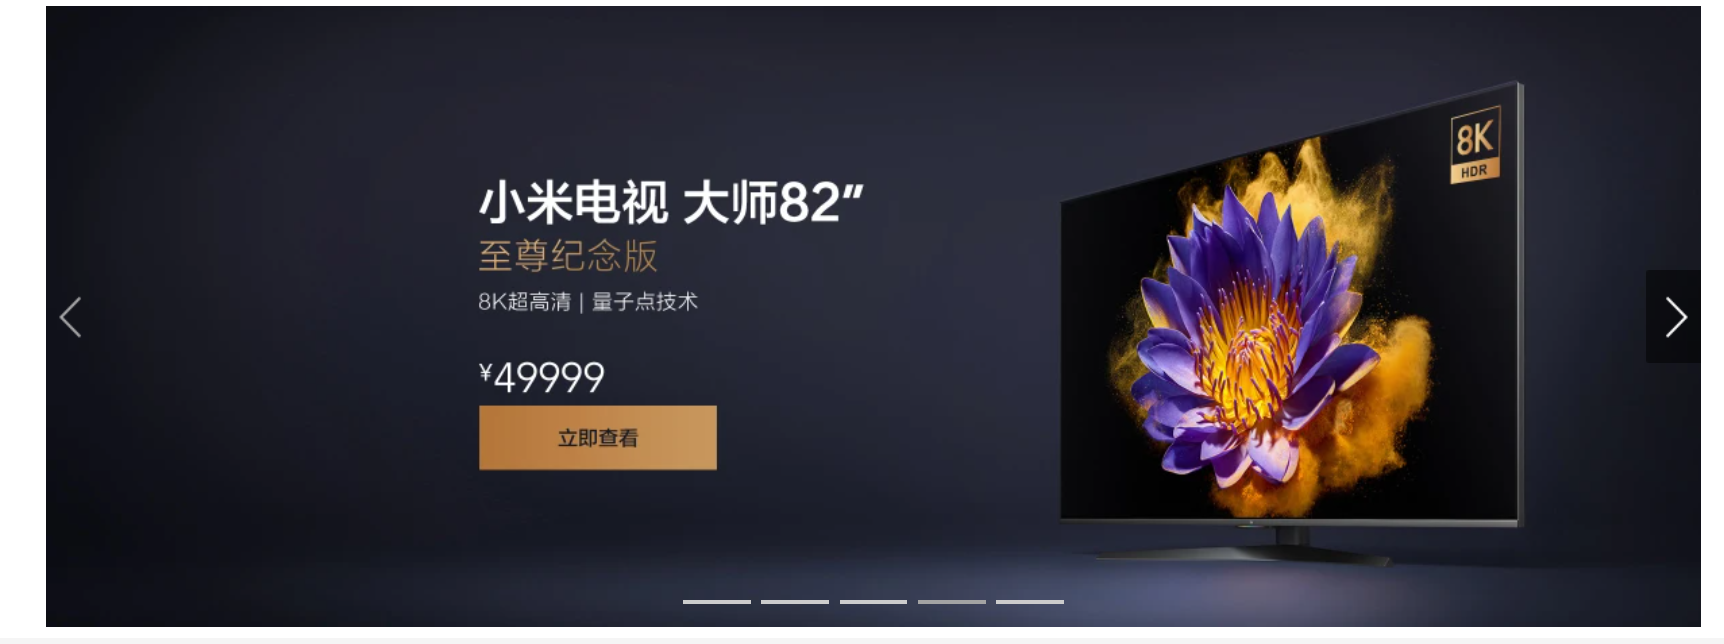 小米电视 大师82″
至尊纪念版
8K超高清 | 量子点技术
¥49999
立即查看
8K
HDR